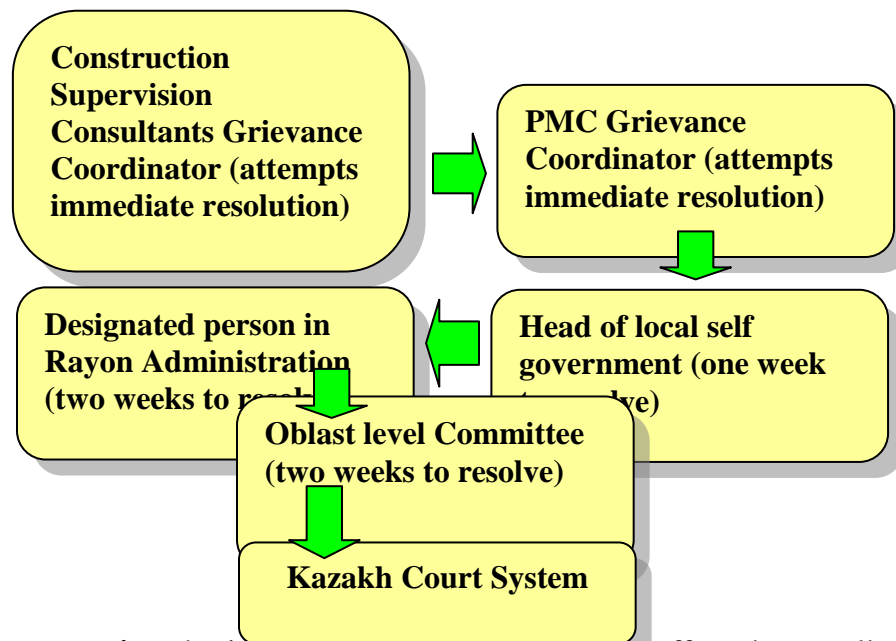 Construction
Supervision
Consultants Grievance
Coordinator (attempts
immediate resolution)
PMC Grievance
Coordinator (attempts
immediate resolution)
Head of local self
government (one week
Designated person in
Rayon Administration
(two weeks to
Oblast level Committee
(two weeks to resolve)
Kazakh Court System